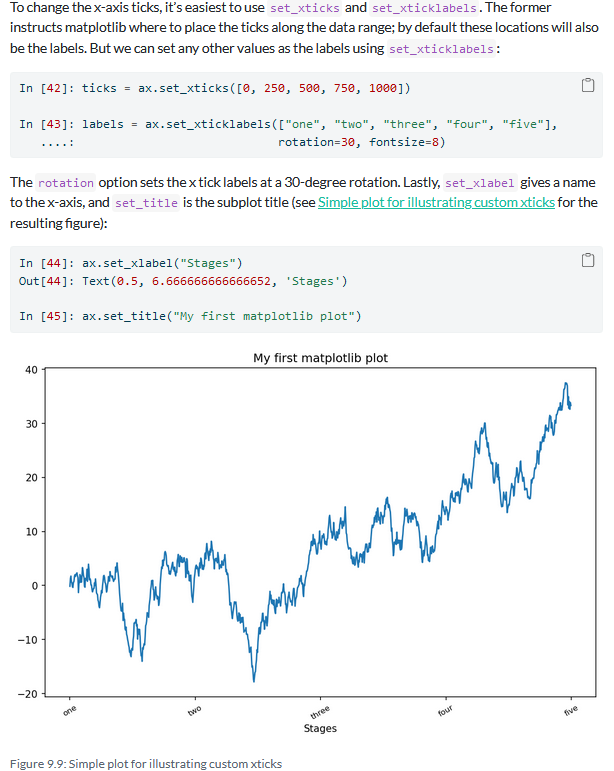 To change the x-axis ticks, it's easiest to use set_xticks and set_xticklabels. The former
instructs matplotlib where to place the ticks along the data range; by default these locations will also
be the labels. But we can set any other values as the labels using set_xticklabels:
In [42]: ticks = ax.set_xticks([0, 250, 500, 750, 1000])
In [43]: labels = ax.set_xticklabels(["one", "two", "three", "four", "five"],
   ....:                             rotation=30, fontsize=8)
The rotation option sets the x tick labels at a 30-degree rotation. Lastly, set_xlabel gives a name
to the x-axis, and set_title is the subplot title (see Simple plot for illustrating custom xticks for the
resulting figure):
In [44]: ax.set_xlabel("Stages")
Out[44]: Text(0.5, 6.666666666666652, 'Stages')
In [45]: ax.set_title("My first matplotlib plot")
My first matplotlib plot
40
30
20
10
0
−10
−20
one two three four five
Stages
Figure 9.9: Simple plot for illustrating custom xticks